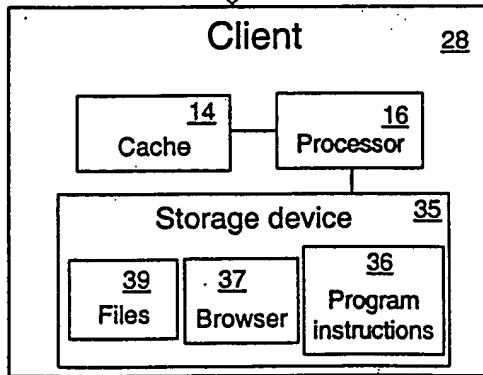 Client 28
14
Cache
16
Processor
Storage device 35
39
Files
37
Browser
36
Program
instructions